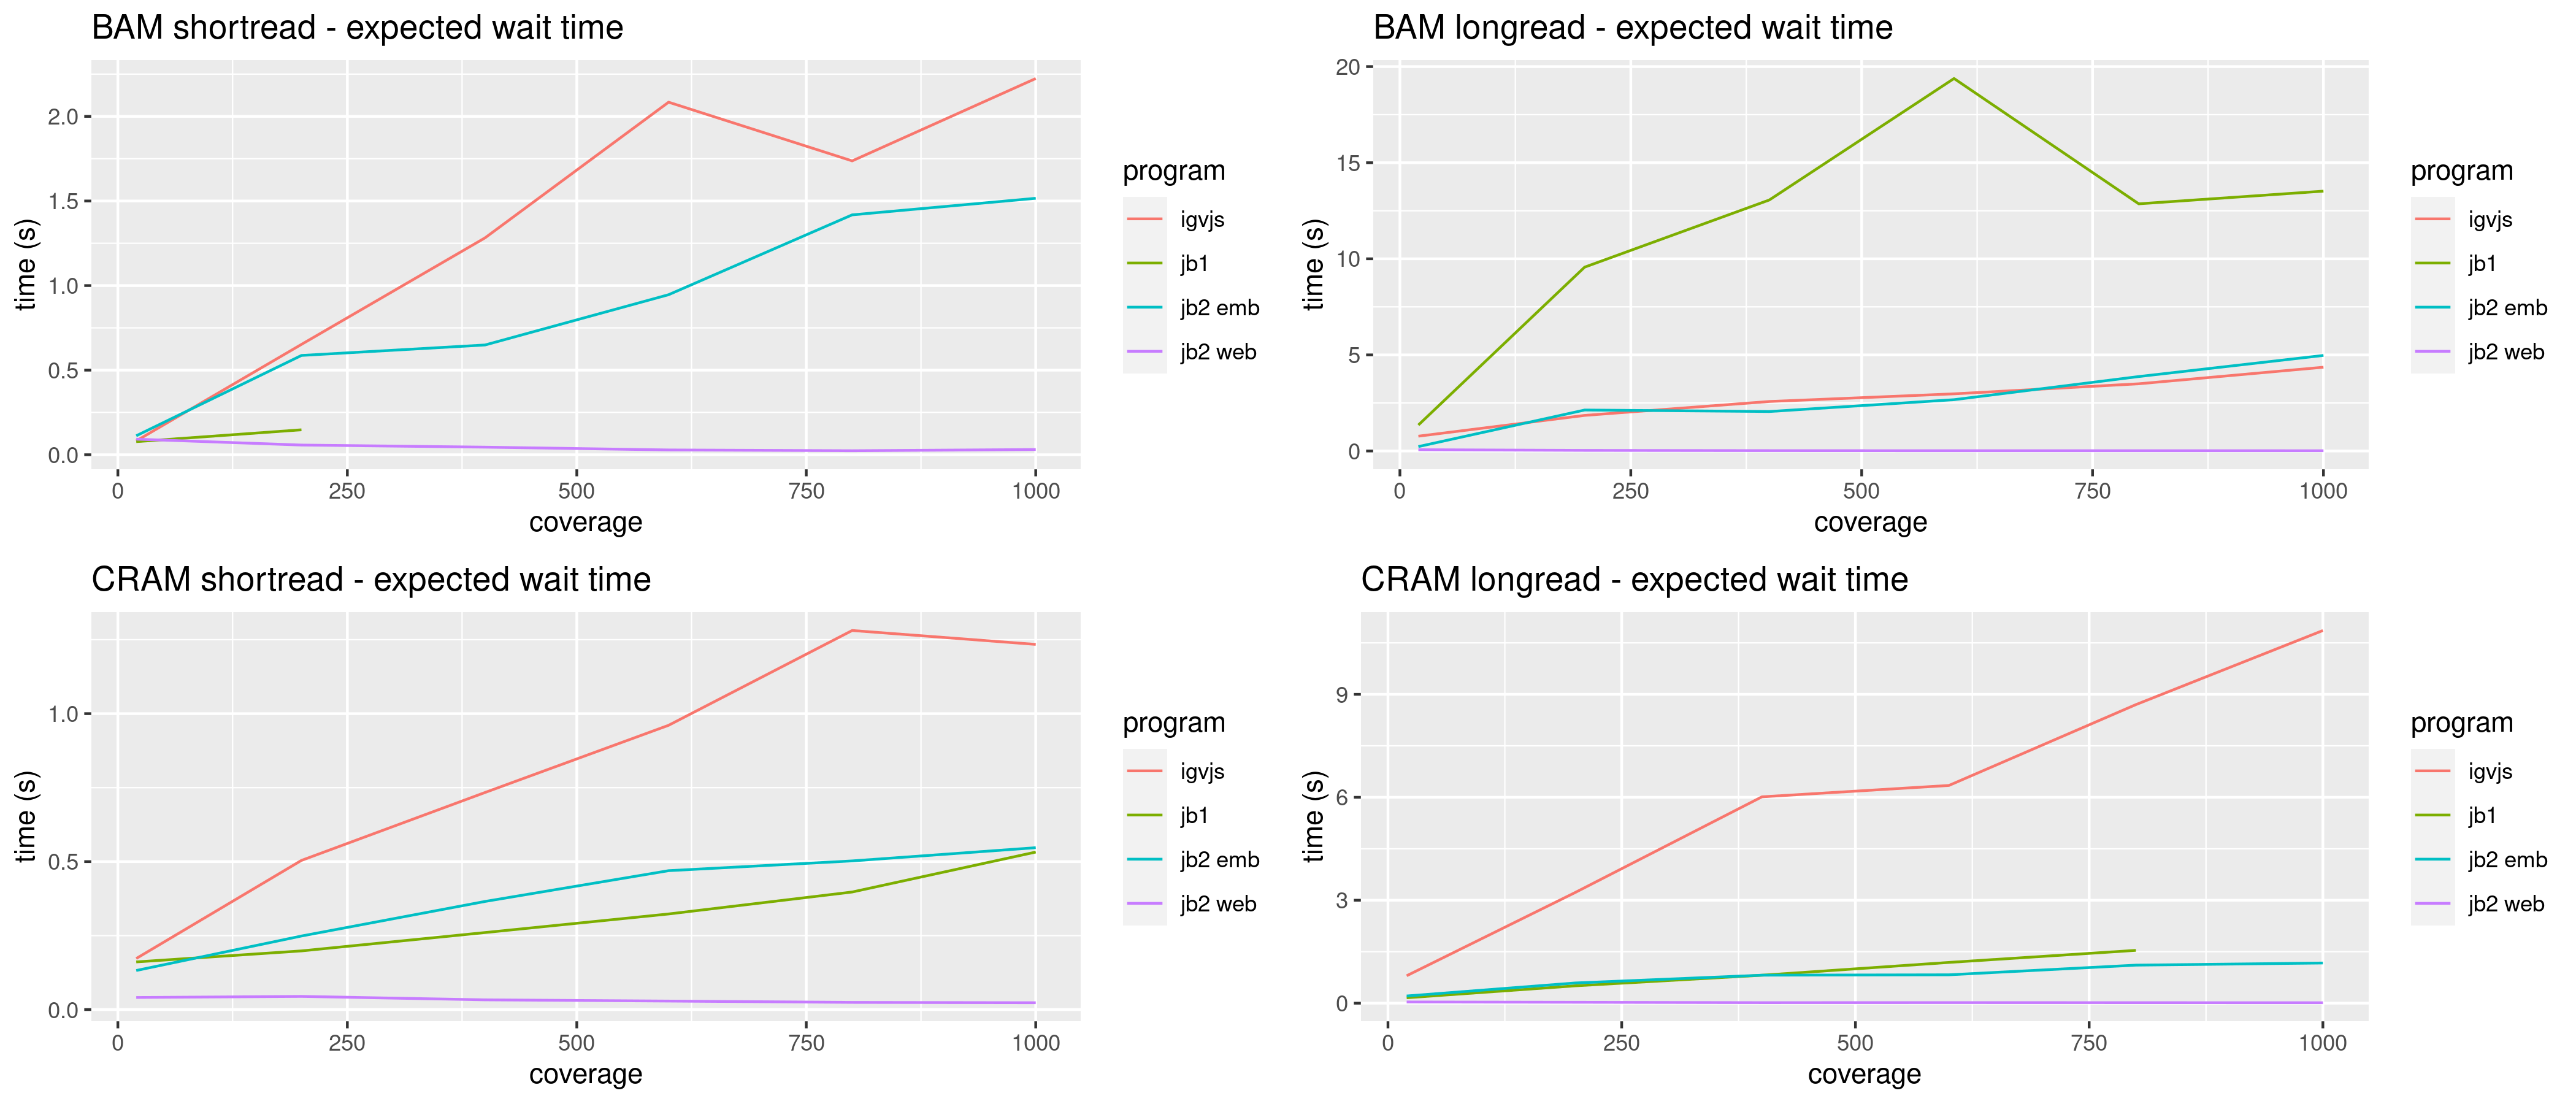 BAM shortread - expected wait time
2.0
1.5
1.0
0.5
0.0
time (s)
0 250 500 750 1000
coverage
program
igvjs
jb1
jb2 emb
jb2 web
BAM longread - expected wait time
20
15
10
5
0
time (s)
0 250 500 750 1000
coverage
program
igvjs
jb1
jb2 emb
jb2 web
CRAM shortread - expected wait time
1.0
0.5
0.0
time (s)
0 250 500 750 1000
coverage
program
igvjs
jb1
jb2 emb
jb2 web
CRAM longread - expected wait time
9
6
3
0
time (s)
0 250 500 750 1000
coverage
program
igvjs
jb1
jb2 emb
jb2 web